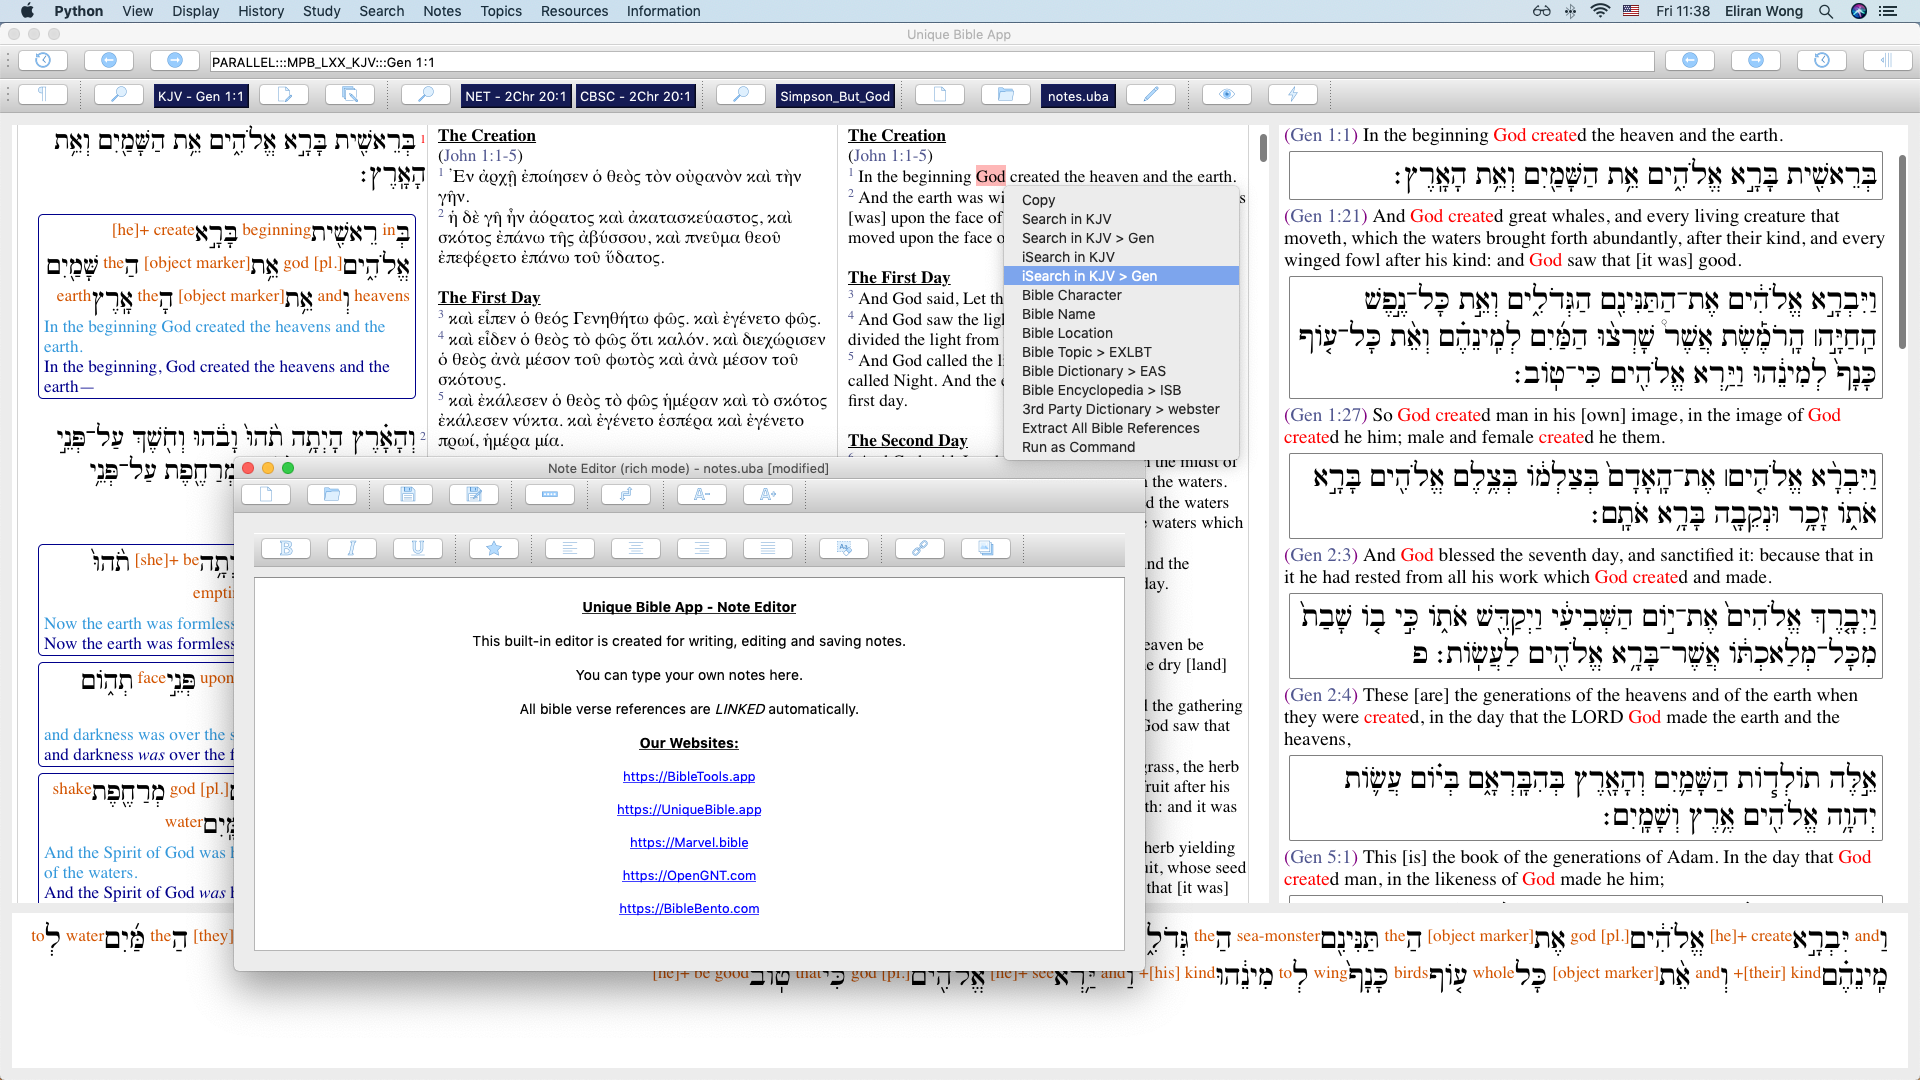 Python View Display History Study Search Notes Topics Resources Information Fri 11:38 Eliran Wong
Unique Bible App
PARALLEL:::MPB_LXX_KJV:::Gen 1:1
KJV - Gen 1:1 NET - 2Chr 20:1 CBSC - 2Chr 20:1 Simpson_But_God notes.uba
1 בְּרֵאשִׁ֖ית בָּרָ֣א אֱלֹהִ֑ים אֵ֥ת הַשָּׁמַ֖יִם וְאֵ֥ת
הָאָֽרֶץ׃
בְּ in רֵאשִׁ֖ית beginning בָּרָ֣א [he]+ create
אֱלֹהִ֑ים god [pl.] אֵ֥ת [object marker] הַ the שָּׁמַ֖יִם
heavens וְ and אֵ֥ת [object marker] הָ the אָֽרֶץ earth
In the beginning God created the heavens and the
earth.
In the beginning, God created the heavens and the
earth—
2 וְהָאָ֗רֶץ הָיְתָ֥ה תֹ֙הוּ֙ וָבֹ֔הוּ וְחֹ֖שֶׁךְ עַל־פְּנֵ֣י
מְרַחֶ֖פֶת עַל־פְּנֵ֥י
[she]+ be תֹ֙הוּ֙
Now the earth was formless
Now the earth was formless
upon פְּנֵ֣י face תְה֑וֹם
and darkness was over the
and darkness was over the
god [pl.] מְרַחֶ֖פֶת shake
water
And the Spirit of God was
of the waters.
And the Spirit of God was
The Creation
(John 1:1-5)
1 Ἐν ἀρχῇ ἐποίησεν ὁ θεὸς τὸν οὐρανὸν καὶ τὴν
γῆν.
2 ἡ δὲ γῆ ἦν ἀόρατος καὶ ἀκατασκεύαστος, καὶ
σκότος ἐπάνω τῆς ἀβύσσου, καὶ πνεῦμα θεοῦ
ἐπεφέρετο ἐπάνω τοῦ ὕδατος.
The First Day
3 καὶ εἶπεν ὁ θεός Γενηθήτω φῶς. καὶ ἐγένετο φῶς.
4 καὶ εἶδεν ὁ θεὸς τὸ φῶς ὅτι καλόν. καὶ διεχώρισεν
ὁ θεὸς ἀνὰ μέσον τοῦ φωτὸς καὶ ἀνὰ μέσον τοῦ
σκότους.
5 καὶ ἐκάλεσεν ὁ θεὸς τὸ φῶς ἡμέραν καὶ τὸ σκότος
ἐκάλεσεν νύκτα. καὶ ἐγένετο ἑσπέρα καὶ ἐγένετο
πρωί, ἡμέρα μία.
The Creation
(John 1:1-5)
1 In the beginning God created the heaven and the earth.
2 And the earth was
[was] upon the face of
moved upon the face
The First Day
3 And God said, Let
4 And God saw the
divided the light from
5 And God called the
called Night. And the
first day.
The Second Day
the midst of
the waters.
the waters
waters which
and the
day.
heaven be
dry [land]
the gathering
God saw that
grass, the herb
fruit after his
and it was
herb yielding
fruit, whose seed
that [it was]
Copy
Search in KJV
Search in KJV > Gen
iSearch in KJV
iSearch in KJV > Gen
Bible Character
Bible Name
Bible Location
Bible Topic > EXLBT
Bible Dictionary > EAS
Bible Encyclopedia > ISB
3rd Party Dictionary > webster
Extract All Bible References
Run as Command
Note Editor (rich mode) - notes.uba [modified]
A- A+
B I U
Unique Bible App - Note Editor
This built-in editor is created for writing, editing and saving notes.
You can type your own notes here.
All bible verse references are LINKED automatically.
Our Websites:
https://BibleTools.app
https://UniqueBible.app
https://Marvel.bible
https://OpenGNT.com
https://BibleBento.com
(Gen 1:1) In the beginning God created the heaven and the earth.
בְּרֵאשִׁ֖ית בָּרָ֣א אֱלֹהִ֑ים אֵ֥ת הַשָּׁמַ֖יִם וְאֵ֥ת הָאָֽרֶץ׃
(Gen 1:21) And God created great whales, and every living creature that
moveth, which the waters brought forth abundantly, after their kind, and every
winged fowl after his kind: and God saw that [it was] good.
וַיִּבְרָ֣א אֱלֹהִ֔ים אֶת־הַתַּנִּינִ֖ם הַגְּדֹלִ֑ים וְאֵ֣ת כָּל־נֶ֣פֶשׁ
הַֽחַיָּ֣ה׀ הָֽרֹמֶ֡שֶׂת אֲשֶׁר֩ שָׁרְצ֨וּ הַמַּ֜יִם לְמִֽינֵהֶ֗ם וְאֵ֨ת כָּל־ע֤וֹף
כָּנָף֙ לְמִינֵ֔הוּ וַיַּ֥רְא אֱלֹהִ֖ים כִּי־טֽוֹב׃
(Gen 1:27) So God created man in his [own] image, in the image of God
created he him; male and female created he them.
וַיִּבְרָ֨א אֱלֹהִ֤ים׀ אֶת־הָֽאָדָם֙ בְּצַלְמ֔וֹ בְּצֶ֥לֶם אֱלֹהִ֖ים בָּרָ֣א
אֹת֑וֹ זָכָ֥ר וּנְקֵבָ֖ה בָּרָ֥א אֹתָֽם׃
(Gen 2:3) And God blessed the seventh day, and sanctified it: because that in
it he had rested from all his work which God created and made.
וַיְבָ֤רֶךְ אֱלֹהִים֙ אֶת־י֣וֹם הַשְּׁבִיעִ֔י וַיְקַדֵּ֖שׁ אֹת֑וֹ כִּ֣י ב֤וֹ שָׁבַת֙
מִכָּל־מְלַאכְתּ֔וֹ אֲשֶׁר־בָּרָ֥א אֱלֹהִ֖ים לַעֲשֽׂוֹת׃ פ
(Gen 2:4) These [are] the generations of the heavens and of the earth when
they were created, in the day that the LORD God made the earth and the
heavens,
אֵ֣לֶּה תוֹלְד֧וֹת הַשָּׁמַ֛יִם וְהָאָ֖רֶץ בְּהִבָּֽרְאָ֑ם בְּי֗וֹם עֲשׂ֛וֹת
יְהוָ֥ה אֱלֹהִ֖ים אֶ֥רֶץ וְשָׁמָֽיִם׃
(Gen 5:1) This [is] the book of the generations of Adam. In the day that God
created man, in the likeness of God made he him;
וַ and יִּבְרָ֣א [he]+ create אֱלֹהִ֔ים god [pl.] אֶת [object marker] הַ the תַּנִּינִ֖ם sea-monster הַ the
[they] הַ the מַּ֜יִם water לְ to
מִֽינֵהֶ֗ם +[their] kind וְ and אֵ֨ת [object marker] כָּל whole ע֤וֹף birds כָּנָף֙ wing לְ to מִינֵ֔הוּ +[his] kind וַ and יַּ֥רְא [he]+ see אֱלֹהִ֖ים god [pl.] כִּי that טֽוֹב [he]+ be good